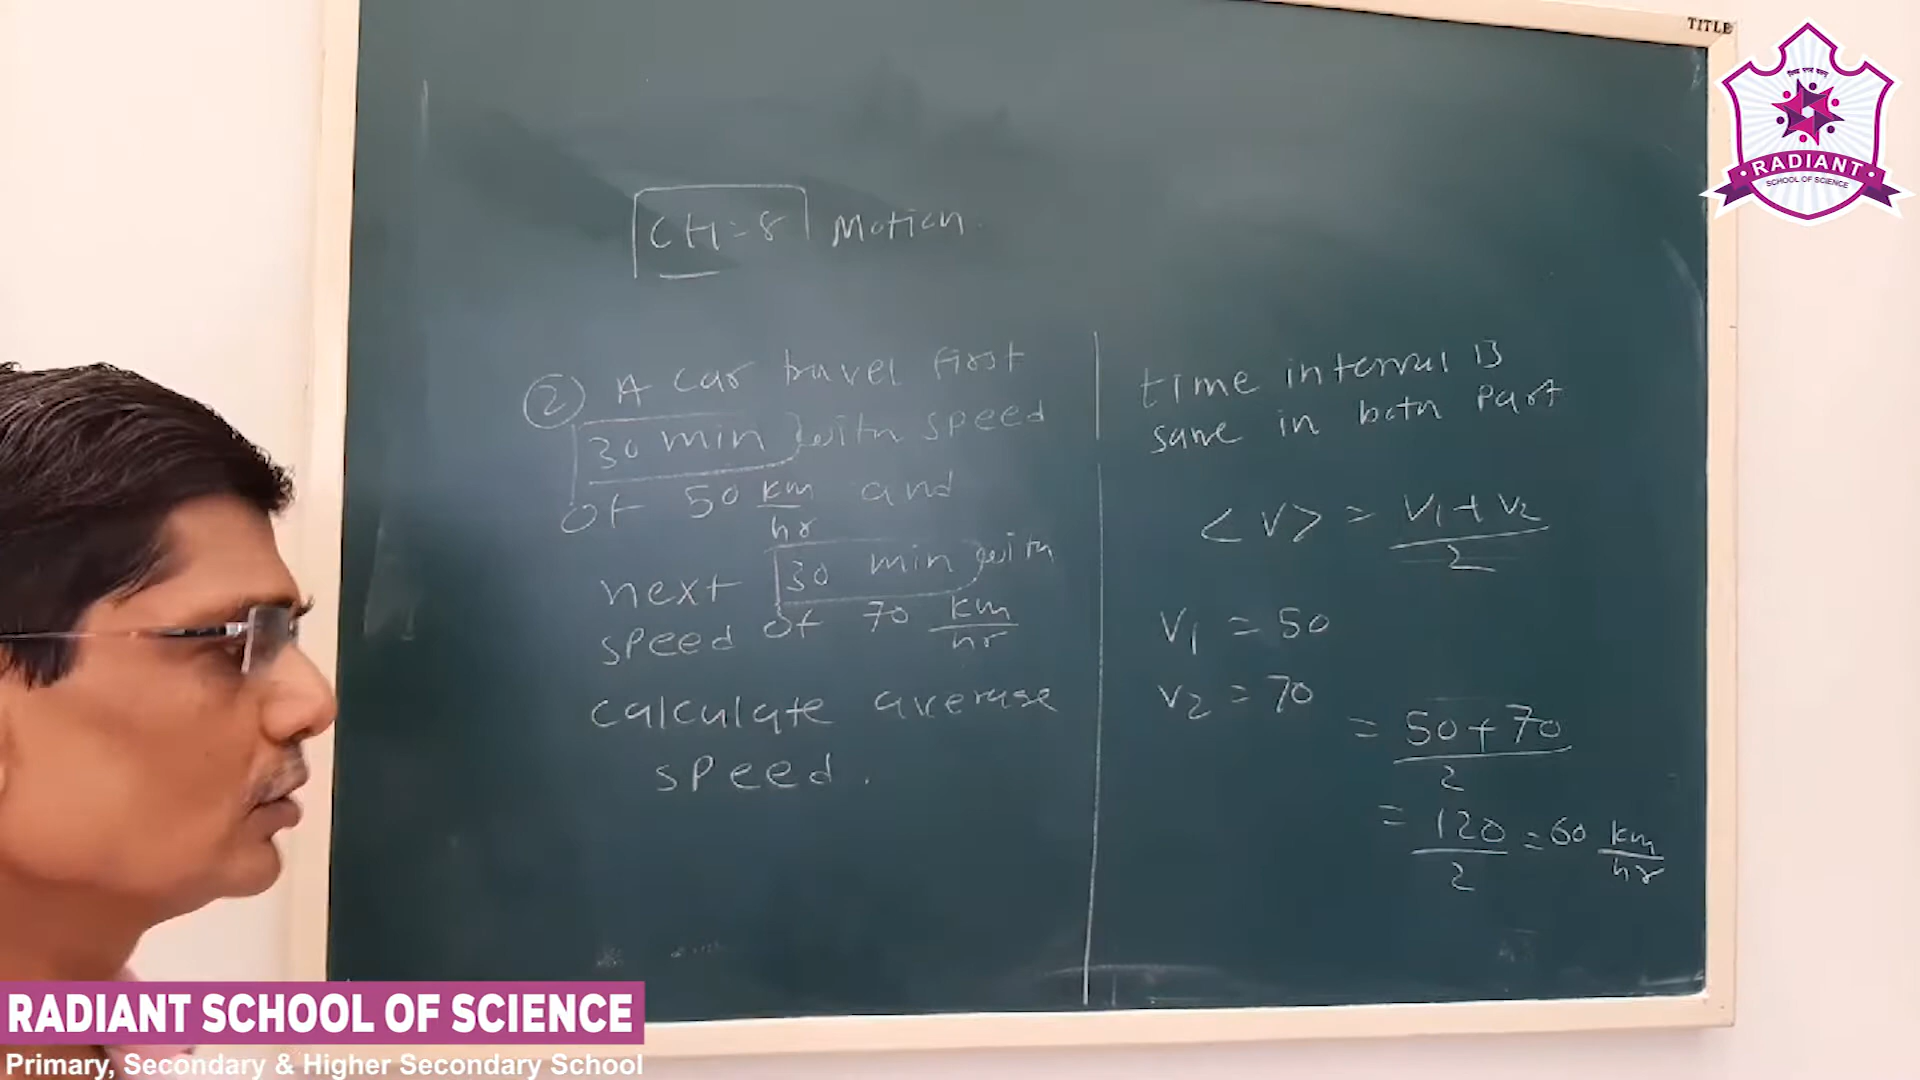 TITLE
RADIANT
SCHOOL OF SCIENCE
CH=8 Motion.
② A car travel first
30 min with speed
of 50 km/hr and
next 30 min with
speed of 70 km/hr
calculate average
speed.
time interval is
same in both part
<V> = V1+V2/2
V1 = 50
V2 = 70
= 50+70/2
= 120/2 = 60 km/hr
RADIANT SCHOOL OF SCIENCE
Primary, Secondary & Higher Secondary School